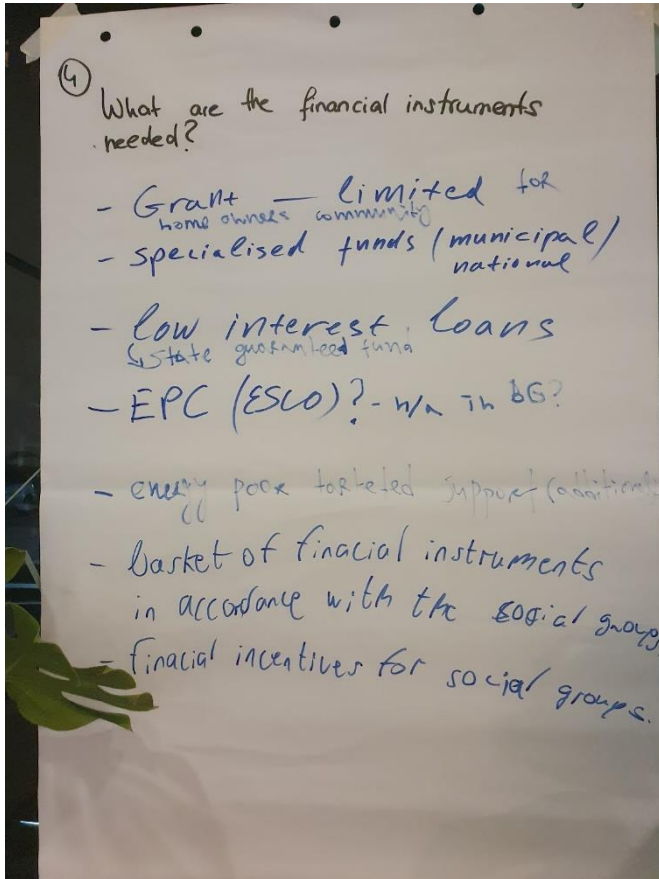 4
What are the financial instruments
needed?
- Grant — limited for
home owners community
- specialised funds (municipal/
national
- low interest loans
↳ state guaranteed fund
- EPC (ESCO)? - n/a in BG?
- energy poor targeted support (additional)
- basket of finacial instruments
in accordance with the social groups
- finacial incentives for social groups.